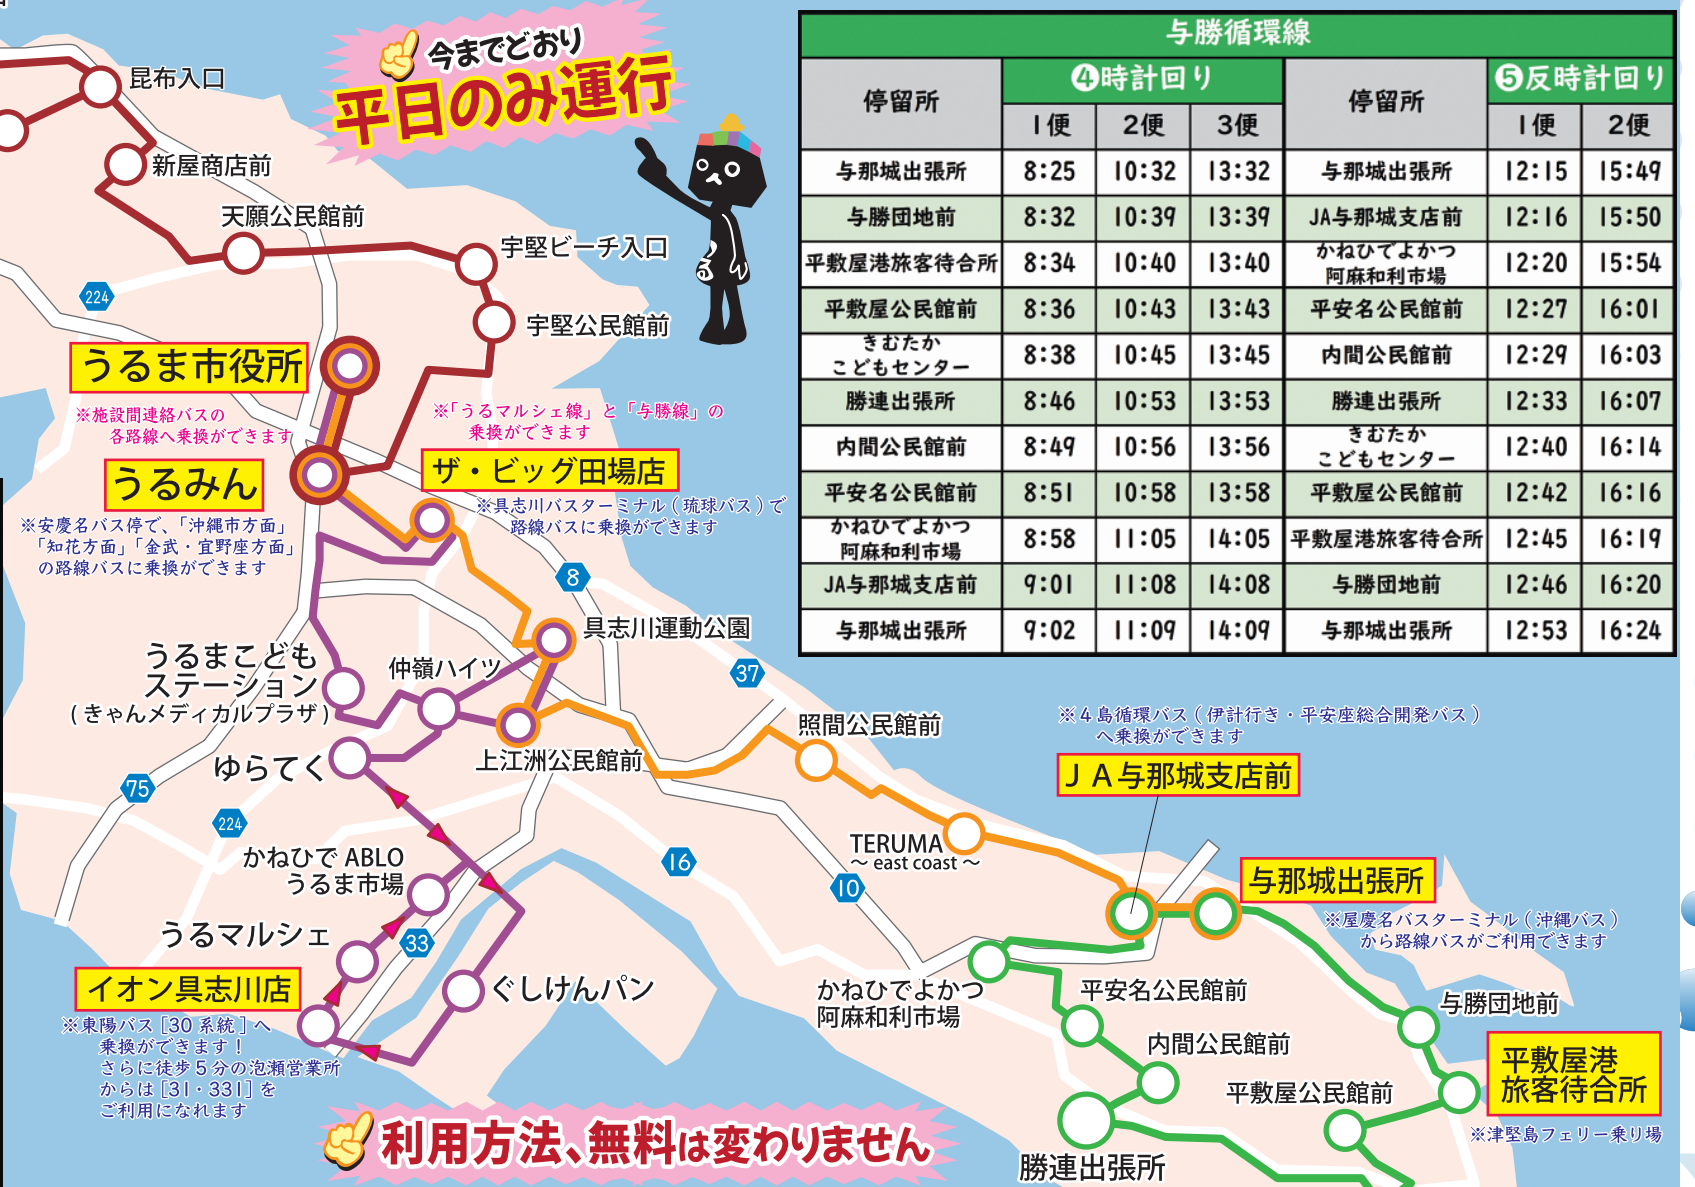 今までどおり
平日のみ運行
昆布入口
新屋商店前
天願公民館前
宇堅ビーチ入口
宇堅公民館前
224
うるま市役所
※施設間連絡バスの
各路線へ乗換ができます
※「うるマルシェ線」と「与勝線」の
乗換ができます
うるみん
ザ・ビッグ田場店
※安慶名バス停で、「沖縄市方面」
「知花方面」「金武・宜野座方面」
の路線バスに乗換ができます
※具志川バスターミナル(琉球バス)で
路線バスに乗換ができます
8
具志川運動公園
うるまこども
ステーション
(きゃんメディカルプラザ)
仲嶺ハイツ
37
上江洲公民館前
ゆらてく
75
224
かねひで ABLO
うるま市場
うるマルシェ
33
イオン具志川店
※東陽バス[30 系統]へ
乗換ができます!
さらに徒歩5分の泡瀬営業所
からは[31・331]を
ご利用になれます
ぐしけんパン
16
10
照間公民館前
TERUMA
～ east coast ～
※4島循環バス(伊計行き・平安座総合開発バス)
へ乗換ができます
JA与那城支店前
与那城出張所
※屋慶名バスターミナル(沖縄バス)
から路線バスがご利用できます
かねひでよかつ
阿麻和利市場
平安名公民館前
内間公民館前
与勝団地前
平敷屋公民館前
平敷屋港
旅客待合所
※津堅島フェリー乗り場
勝連出張所
利用方法、無料は変わりません
与勝循環線
停留所 ❹時計回り 停留所 ❺反時計回り
1便 2便 3便 1便 2便
与那城出張所 8:25 10:32 13:32 与那城出張所 12:15 15:49
与勝団地前 8:32 10:39 13:39 JA与那城支店前 12:16 15:50
平敷屋港旅客待合所 8:34 10:40 13:40 かねひでよかつ阿麻和利市場 12:20 15:54
平敷屋公民館前 8:36 10:43 13:43 平安名公民館前 12:27 16:01
きむたかこどもセンター 8:38 10:45 13:45 内間公民館前 12:29 16:03
勝連出張所 8:46 10:53 13:53 勝連出張所 12:33 16:07
内間公民館前 8:49 10:56 13:56 きむたかこどもセンター 12:40 16:14
平安名公民館前 8:51 10:58 13:58 平敷屋公民館前 12:42 16:16
かねひでよかつ阿麻和利市場 8:58 11:05 14:05 平敷屋港旅客待合所 12:45 16:19
JA与那城支店前 9:01 11:08 14:08 与勝団地前 12:46 16:20
与那城出張所 9:02 11:09 14:09 与那城出張所 12:53 16:24